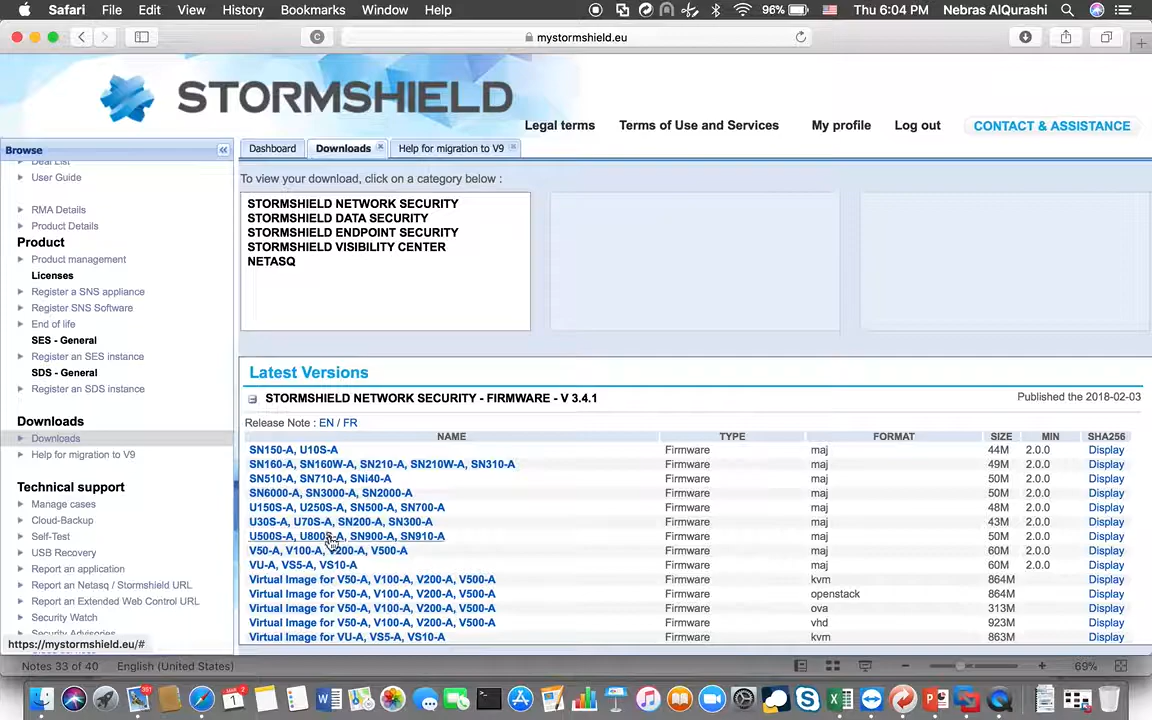 Safari File Edit View History Bookmarks Window Help 96% Thu 6:04 PM Nebras AlQurashi
C mystormshield.eu
STORMSHIELD
Legal terms Terms of Use and Services My profile Log out CONTACT & ASSISTANCE
Browse
Dashboard Downloads Help for migration to V9
Deal List
User Guide
RMA Details
Product Details
Product
Product management
Licenses
Register a SNS appliance
Register SNS Software
End of life
SES - General
Register an SES instance
SDS - General
Register an SDS instance
Downloads
Downloads
Help for migration to V9
Technical support
Manage cases
Cloud-Backup
Self-Test
USB Recovery
Report an application
Report an Netasq / Stormshield URL
Report an Extended Web Control URL
Security Watch
Security Advisories
https://mystormshield.eu/#
To view your download, click on a category below :
STORMSHIELD NETWORK SECURITY
STORMSHIELD DATA SECURITY
STORMSHIELD ENDPOINT SECURITY
STORMSHIELD VISIBILITY CENTER
NETASQ
Latest Versions
STORMSHIELD NETWORK SECURITY - FIRMWARE - V 3.4.1 Published the 2018-02-03
Release Note : EN / FR
NAME TYPE FORMAT SIZE MIN SHA256
SN150-A, U10S-A Firmware maj 44M 2.0.0 Display
SN160-A, SN160W-A, SN210-A, SN210W-A, SN310-A Firmware maj 49M 2.0.0 Display
SN510-A, SN710-A, SNi40-A Firmware maj 50M 2.0.0 Display
SN6000-A, SN3000-A, SN2000-A Firmware maj 50M 2.0.0 Display
U150S-A, U250S-A, SN500-A, SN700-A Firmware maj 48M 2.0.0 Display
U30S-A, U70S-A, SN200-A, SN300-A Firmware maj 43M 2.0.0 Display
U500S-A, U800S-A, SN900-A, SN910-A Firmware maj 50M 2.0.0 Display
V50-A, V100-A, V200-A, V500-A Firmware maj 60M 2.0.0 Display
VU-A, VS5-A, VS10-A Firmware maj 60M 2.0.0 Display
Virtual Image for V50-A, V100-A, V200-A, V500-A Firmware kvm 864M Display
Virtual Image for V50-A, V100-A, V200-A, V500-A Firmware openstack 864M Display
Virtual Image for V50-A, V100-A, V200-A, V500-A Firmware ova 313M Display
Virtual Image for V50-A, V100-A, V200-A, V500-A Firmware vhd 923M Display
Virtual Image for VU-A, VS5-A, VS10-A Firmware kvm 863M Display
Notes 33 of 40 English (United States) 69%